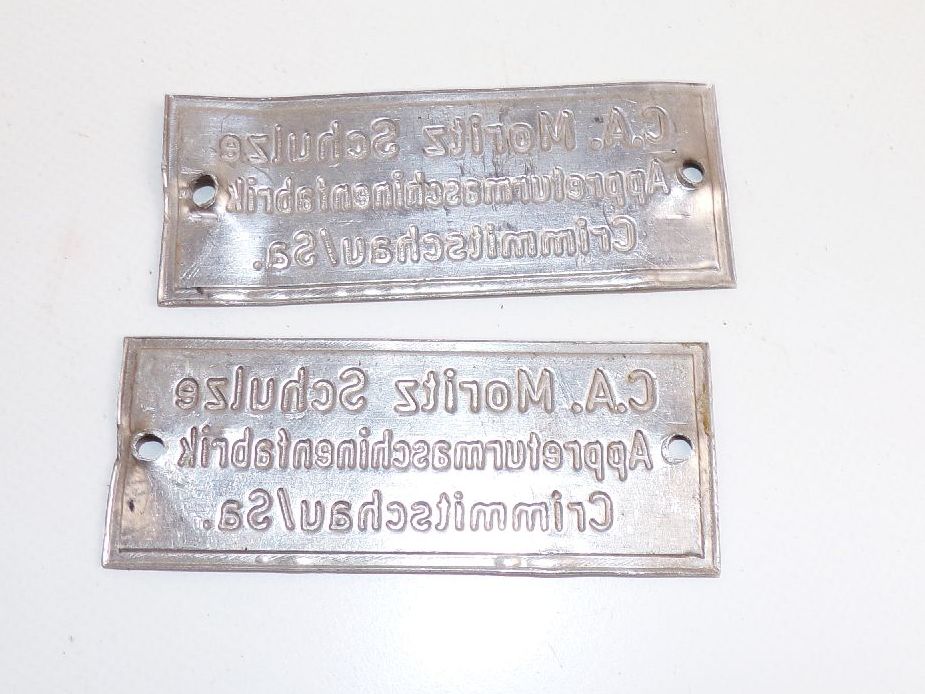 C.A. Moritz Schulze
Appreturmaschinenfabrik
Crimmitschau/Sa.
C.A. Moritz Schulze
Appreturmaschinenfabrik
Crimmitschau/Sa.